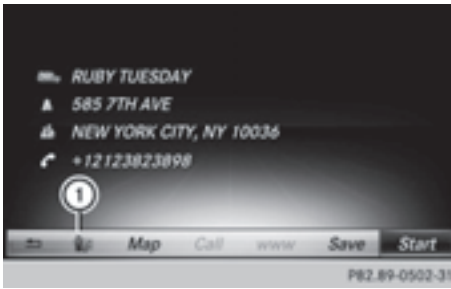 RUBY TUESDAY
585 7TH AVE
NEW YORK CITY, NY 10036
+12123823898
1
Map Call www Save Start
P82.89-0502-31